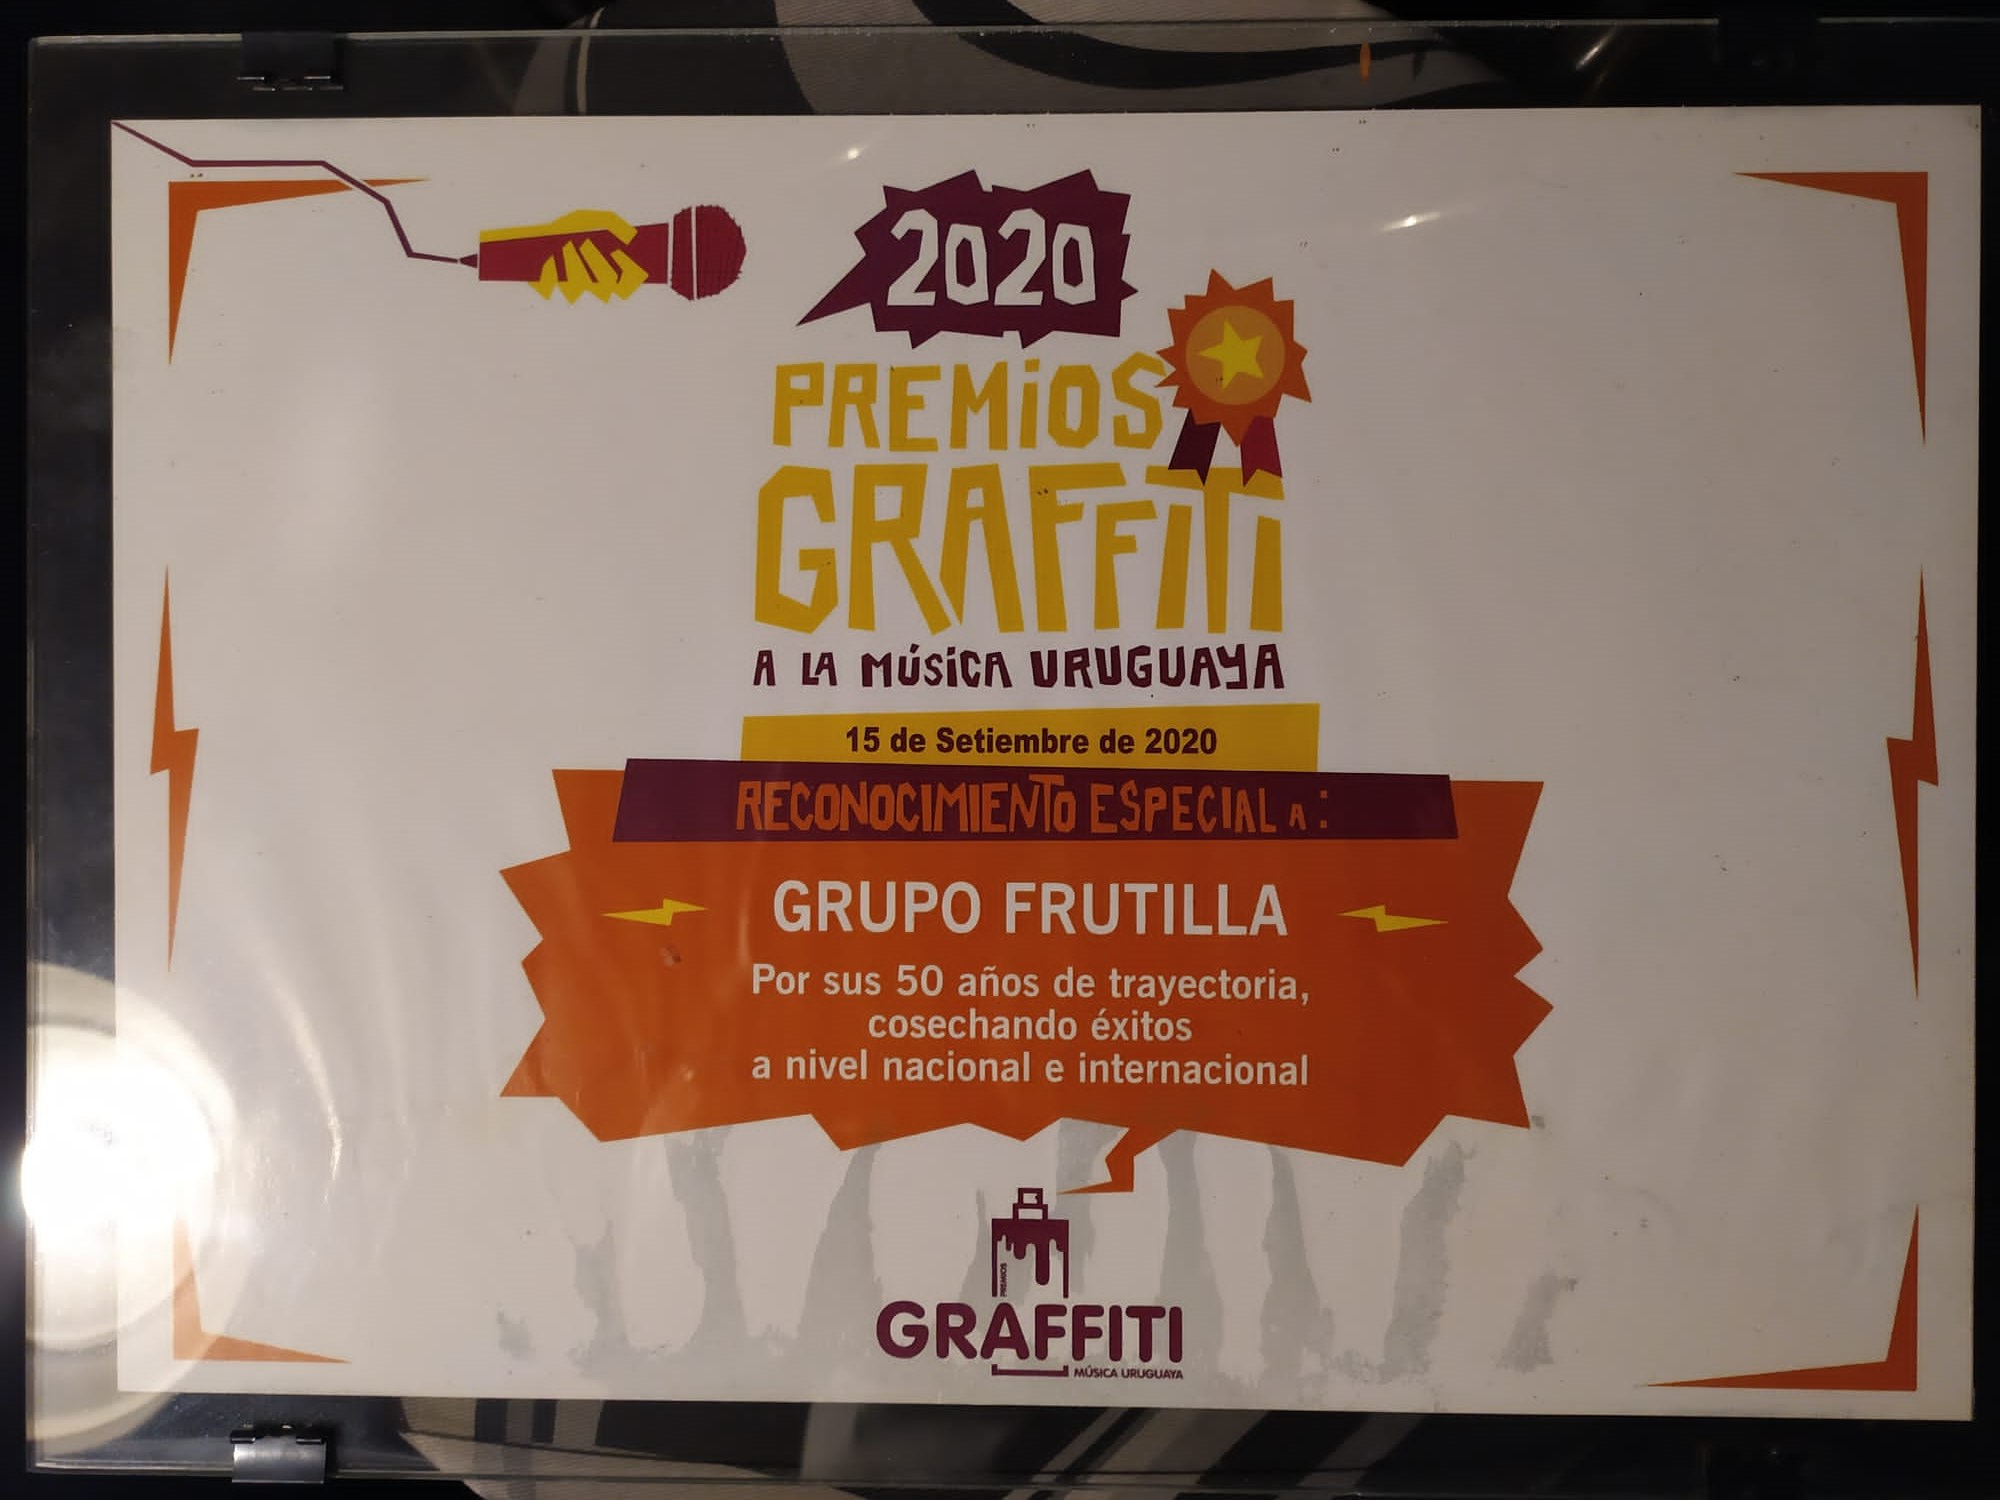 2020
PREMiOS
GRAFFiTi
A LA MÚSiCA URUGUAYA
15 de Setiembre de 2020
RECONOCIMIENTO ESPECIAL A:
GRUPO FRUTILLA
Por sus 50 años de trayectoria,
cosechando éxitos
a nivel nacional e internacional
PREMIOS
GRAFFITI
MÚSICA URUGUAYA